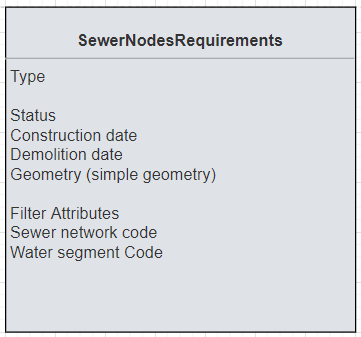 SewerNodesRequirements
Type
Status
Construction date
Demolition date
Geometry (simple geometry)
Filter Attributes
Sewer network code
Water segment Code